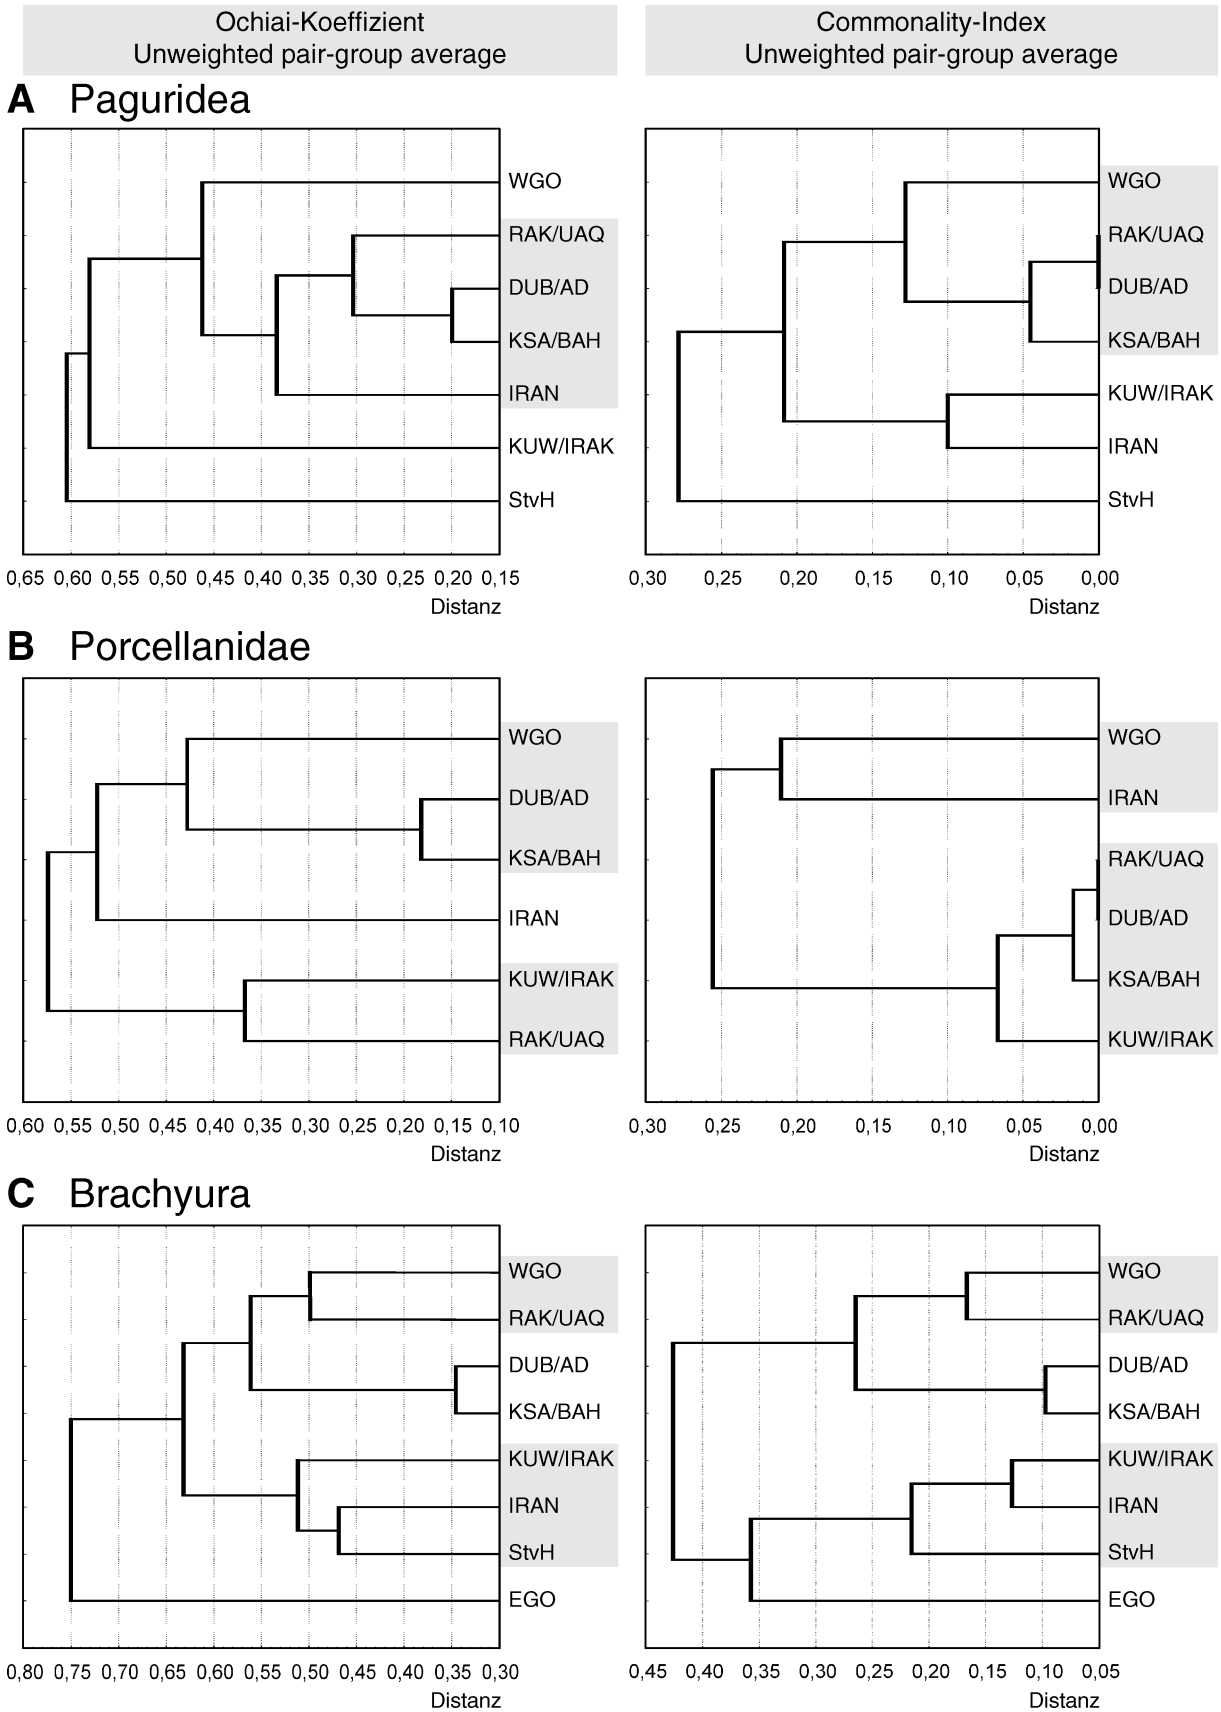 Ochiai-Koeffizient
Unweighted pair-group average
Commonality-Index
Unweighted pair-group average
A Paguridea
WGO
RAK/UAQ
DUB/AD
KSA/BAH
IRAN
KUW/IRAK
StvH
0,65 0,60 0,55 0,50 0,45 0,40 0,35 0,30 0,25 0,20 0,15
Distanz
WGO
RAK/UAQ
DUB/AD
KSA/BAH
KUW/IRAK
IRAN
StvH
0,30 0,25 0,20 0,15 0,10 0,05 0,00
Distanz
B Porcellanidae
WGO
DUB/AD
KSA/BAH
IRAN
KUW/IRAK
RAK/UAQ
0,60 0,55 0,50 0,45 0,40 0,35 0,30 0,25 0,20 0,15 0,10
Distanz
WGO
IRAN
RAK/UAQ
DUB/AD
KSA/BAH
KUW/IRAK
0,30 0,25 0,20 0,15 0,10 0,05 0,00
Distanz
C Brachyura
WGO
RAK/UAQ
DUB/AD
KSA/BAH
KUW/IRAK
IRAN
StvH
EGO
0,80 0,75 0,70 0,65 0,60 0,55 0,50 0,45 0,40 0,35 0,30
Distanz
WGO
RAK/UAQ
DUB/AD
KSA/BAH
KUW/IRAK
IRAN
StvH
EGO
0,45 0,40 0,35 0,30 0,25 0,20 0,15 0,10 0,05
Distanz